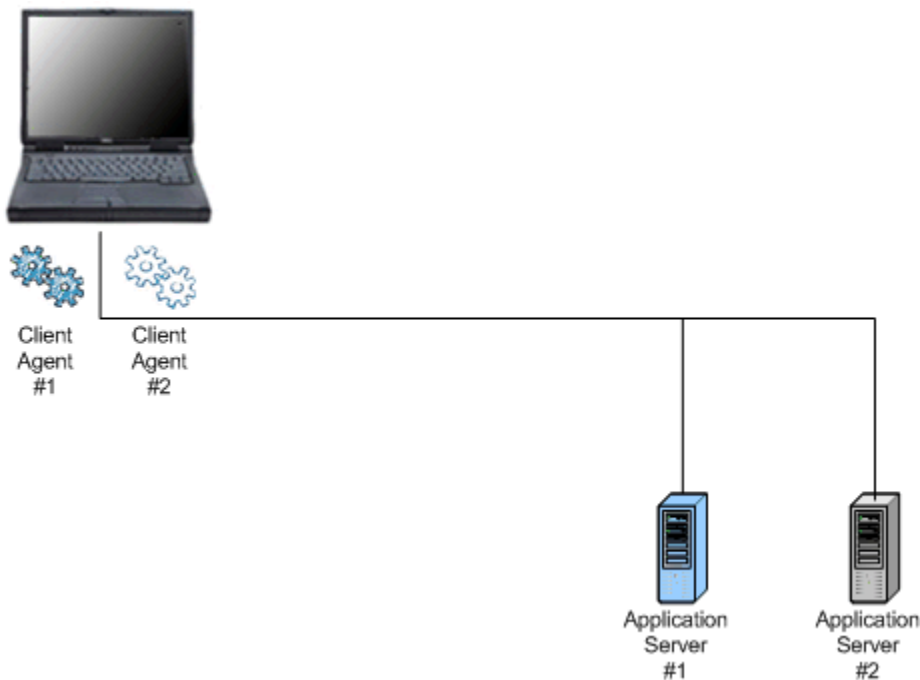 Client
Agent
#1
Client
Agent
#2
Application
Server
#1
Application
Server
#2